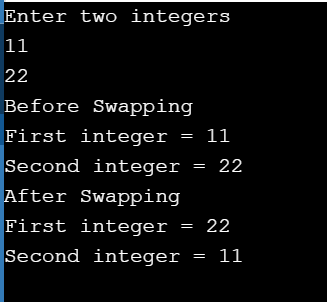 Enter two integers
11
22
Before Swapping
First integer = 11
Second integer = 22
After Swapping
First integer = 22
Second integer = 11